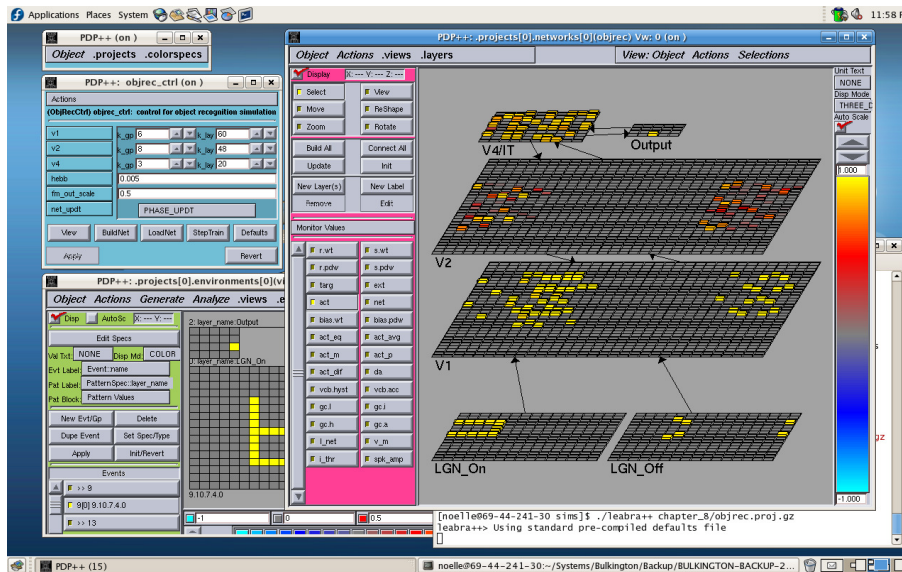 Applications Places System
11:58 P
PDP++ (on )
Object .projects .colorspecs
PDP++: objrec_ctrl (on )
Actions
(ObjRecCtrl) objrec_ctrl: control for object recognition simulation
v1 k_gp 6 k_lay 60
v2 k_gp 8 k_lay 48
v4 k_gp 3 k_lay 20
hebb 0.005
fm_out_scale 0.5
net_updt PHASE_UPDT
View BuildNet LoadNet StepTrain Defaults
Apply Revert
PDP++: .projects[0].environments[0](vi
Object Actions Generate Analyze .views .e
Disp AutoSc X: --- Y: ---
Edit Specs
Val Txt: NONE Disp Md: COLOR
Evt Label: Event::name
Pat Label: PatternSpec::layer_name
Pat Block: Pattern Values
New Evt/Gp Delete
Dupe Event Set Spec/Type
Apply Init/Revert
Events
>> 9
9[0] 9.10.7.4.0
>> 13
2: layer_name:Output
layer_name:LGN_On
9.10.7.4.0
-1 0 0.5
PDP++: .projects[0].networks[0](objrec) Vw: 0 (on )
Object Actions .views .layers
View: Object Actions Selections
Display X: --- Y: --- Z: ---
Select View
Move ReShape
Zoom Rotate
Build All Connect All
Update Init
New Layer(s) New Label
Remove Edit
Monitor Values
r.wt s.wt
r.pdw s.pdw
targ ext
act net
bias.wt bias.pdw
act_eq act_avg
act_m act_p
act_dif da
vcb.hyst vcb.acc
gc.l gc.i
gc.h gc.a
I_net v_m
i_thr spk_amp
V4/IT
Output
V2
V1
LGN_On
LGN_Off
Unit Text
NONE
Disp Mode
THREE_D
Auto Scale
1.000
-1.000
s
gz
[noelle@69-44-241-30 sims]$ ./leabra++ chapter_8/objrec.proj.gz
leabra++> Using standard pre-compiled defaults file
PDP++ (15)
noelle@69-44-241-30:~/Systems/Bulkington/Backup/BULKINGTON-BACKUP-2...